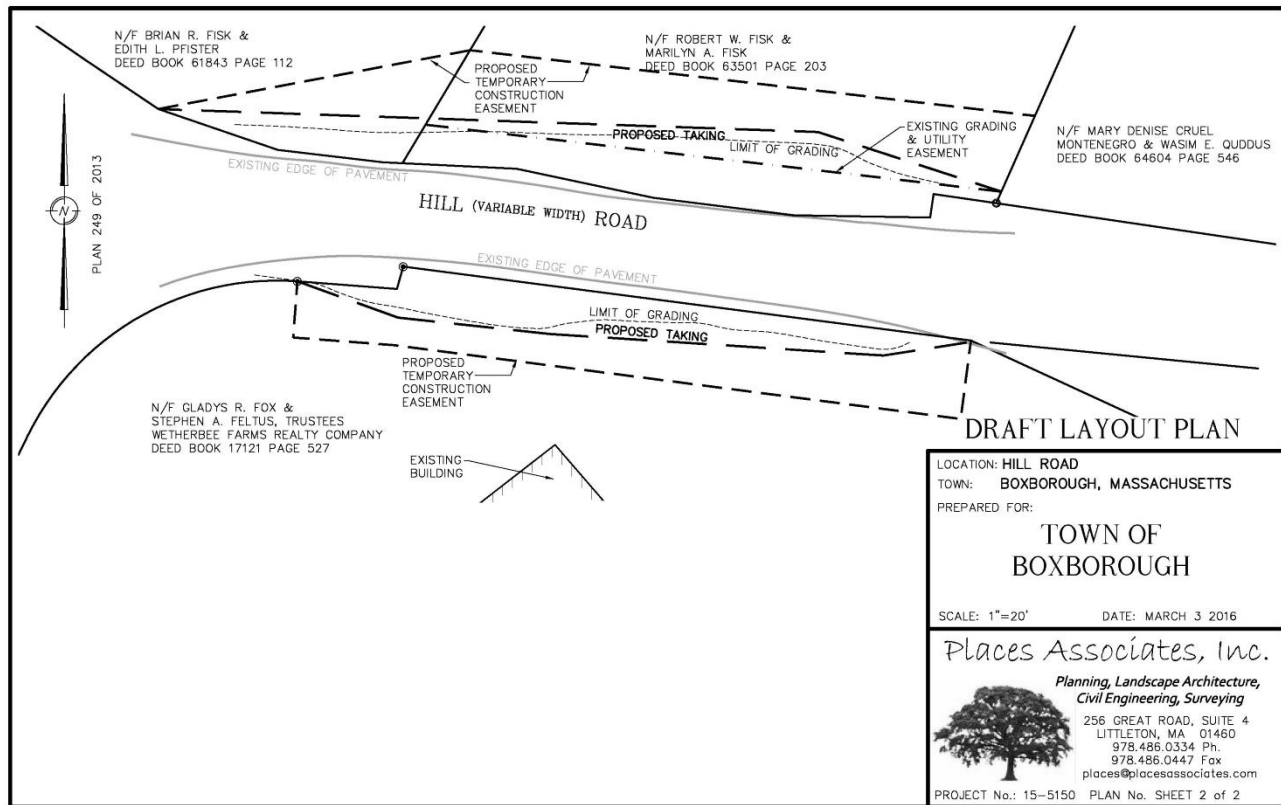 N/F BRIAN R. FISK &
EDITH L. PFISTER
DEED BOOK 61843 PAGE 112
N/F ROBERT W. FISK &
MARILYN A. FISK
DEED BOOK 63501 PAGE 203
PROPOSED
TEMPORARY
CONSTRUCTION
EASEMENT
PROPOSED TAKING
LIMIT OF GRADING
EXISTING GRADING
& UTILITY
EASEMENT
N/F MARY DENISE CRUEL
MONTENEGRO & WASIM E. QUDDUS
DEED BOOK 64604 PAGE 546
EXISTING EDGE OF PAVEMENT
HILL (VARIABLE WIDTH) ROAD
N
PLAN 249 OF 2013
EXISTING EDGE OF PAVEMENT
LIMIT OF GRADING
PROPOSED TAKING
PROPOSED
TEMPORARY
CONSTRUCTION
EASEMENT
N/F GLADYS R. FOX &
STEPHEN A. FELTUS, TRUSTEES
WETHERBEE FARMS REALTY COMPANY
DEED BOOK 17121 PAGE 527
EXISTING
BUILDING
DRAFT LAYOUT PLAN
LOCATION: HILL ROAD
TOWN: BOXBOROUGH, MASSACHUSETTS
PREPARED FOR:
TOWN OF
BOXBOROUGH
SCALE: 1"=20' DATE: MARCH 3 2016
Places Associates, Inc.
Planning, Landscape Architecture,
Civil Engineering, Surveying
256 GREAT ROAD, SUITE 4
LITTLETON, MA 01460
978.486.0334 Ph.
978.486.0447 Fax
places@placesassociates.com
PROJECT No.: 15-5150 PLAN No. SHEET 2 of 2